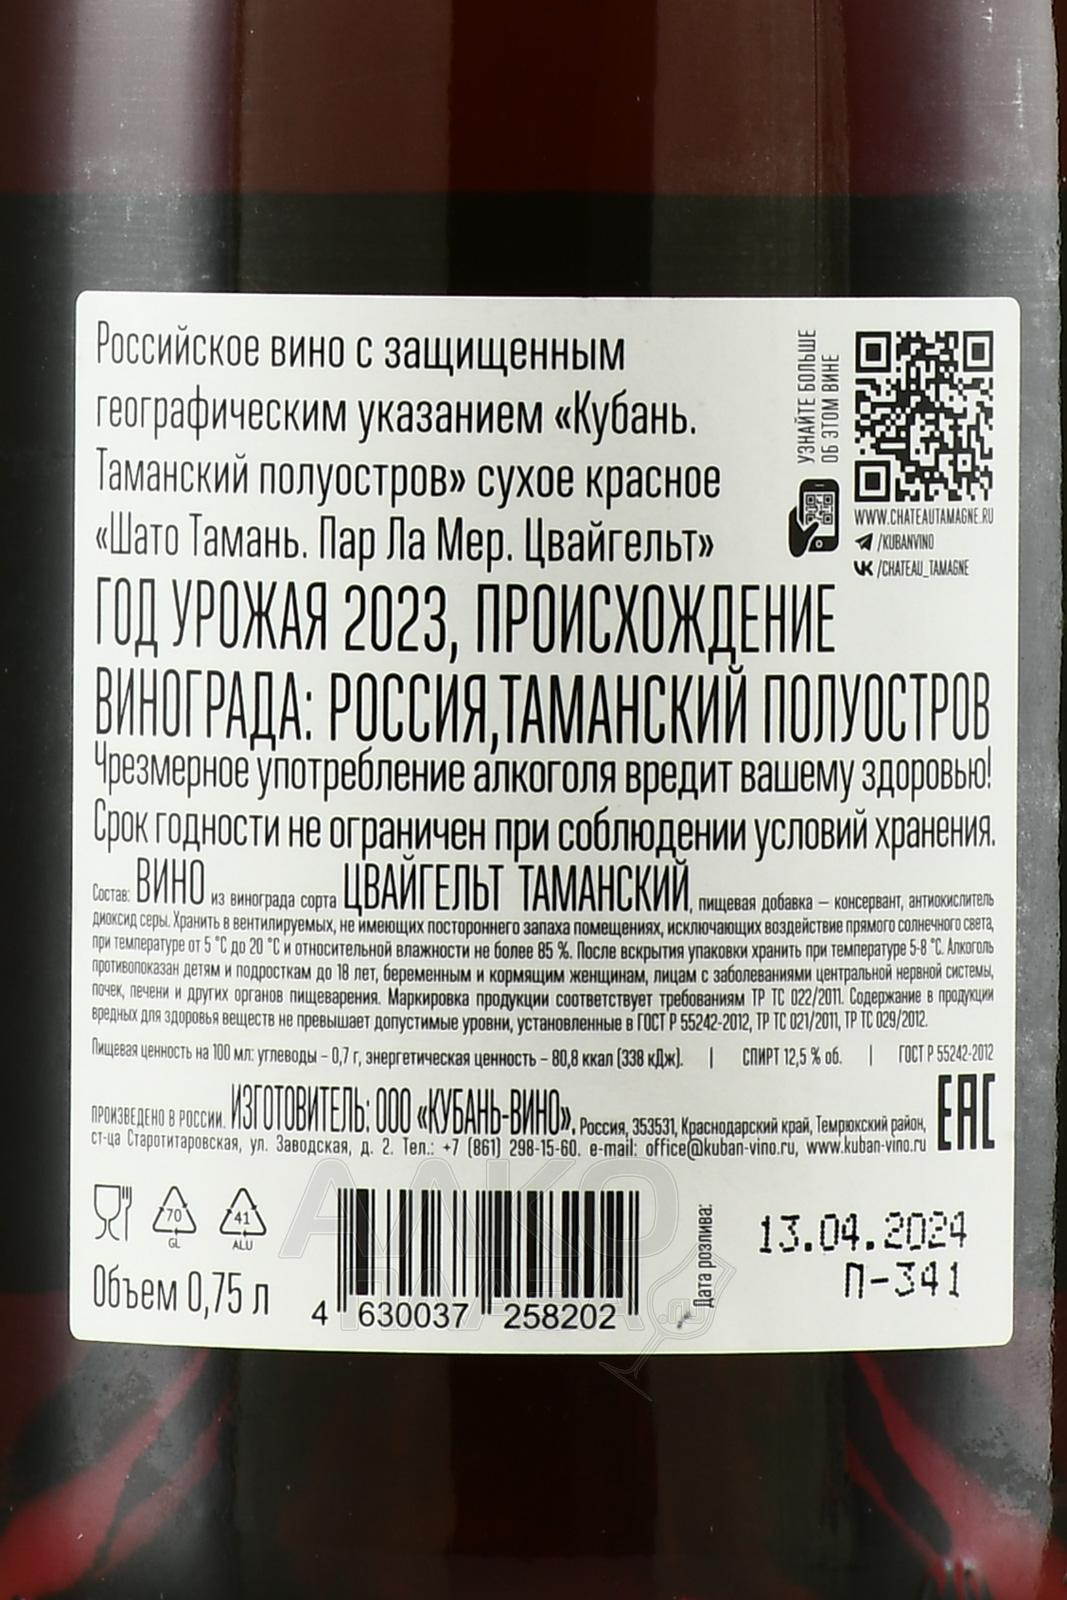 Российское вино с защищенным
географическим указанием «Кубань.
Таманский полуостров» сухое красное
«Шато Тамань. Пар Ла Мер. Цвайгельт»
УЗНАЙТЕ БОЛЬШЕ
ОБ ЭТОМ ВИНЕ
WWW.CHATEAUTAMAGNE.RU
/KUBANVINO
/CHATEAU_TAMAGNE
ГОД УРОЖАЯ 2023, ПРОИСХОЖДЕНИЕ
ВИНОГРАДА: РОССИЯ,ТАМАНСКИЙ ПОЛУОСТРОВ
Чрезмерное употребление алкоголя вредит вашему здоровью!
Срок годности не ограничен при соблюдении условий хранения.
Состав: ВИНО из винограда сорта ЦВАЙГЕЛЬТ ТАМАНСКИЙ, пищевая добавка – консервант, антиокислитель
диоксид серы. Хранить в вентилируемых, не имеющих постороннего запаха помещениях, исключающих воздействие прямого солнечного света,
при температуре от 5 °С до 20 °С и относительной влажности не более 85 %. После вскрытия упаковки хранить при температуре 5-8 °С. Алкоголь
противопоказан детям и подросткам до 18 лет, беременным и кормящим женщинам, лицам с заболеваниями центральной нервной системы,
почек, печени и других органов пищеварения. Маркировка продукции соответствует требованиям ТР ТС 022/2011. Содержание в продукции
вредных для здоровья веществ не превышает допустимые уровни, установленные в ГОСТ Р 55242-2012, ТР ТС 021/2011, ТР ТС 029/2012.
Пищевая ценность на 100 мл: углеводы – 0,7 г, энергетическая ценность – 80,8 ккал (338 кДж). | СПИРТ 12,5 % об. | ГОСТ Р 55242-2012
ПРОИЗВЕДЕНО В РОССИИ. ИЗГОТОВИТЕЛЬ: ООО «КУБАНЬ-ВИНО», Россия, 353531, Краснодарский край, Темрюкский район,
ст-ца Старотитаровская, ул. Заводская, д. 2. Тел.: +7 (861) 298-15-60. e-mail: office@kuban-vino.ru, www.kuban-vino.ru
EAC
70
GL
41
ALU
Объем 0,75 л
4 630037 258202
Дата розлива:
13.04.2024
П-341
АЛКО
ПЛАЗА
.ru